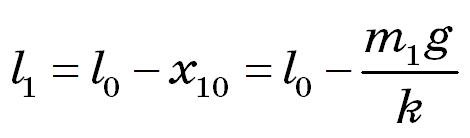 l₁ = l₀ − x₁₀ = l₀ − m₁g/k